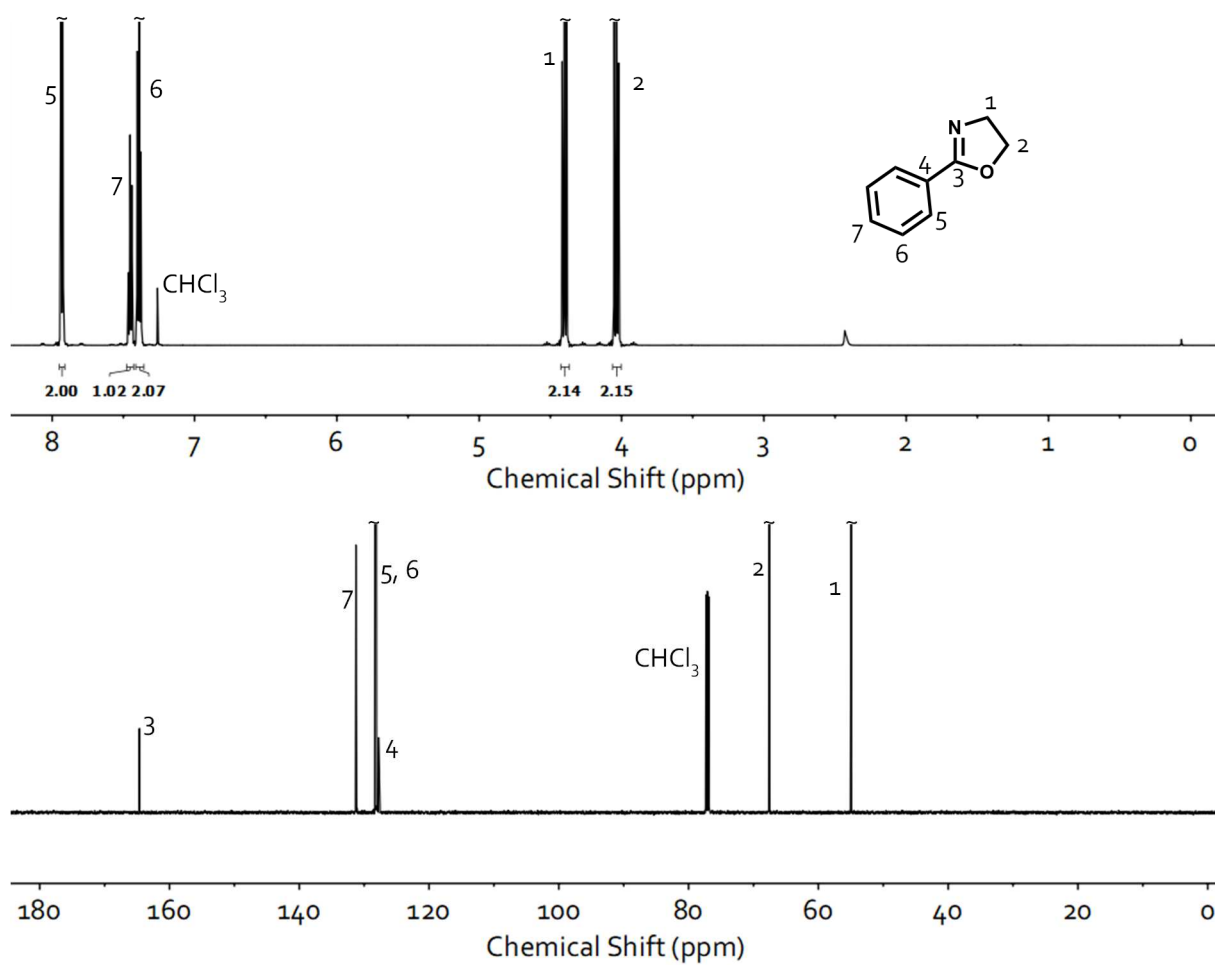 ~ ~ ~ ~
1
5 6 2
1
N
2
4
3 O
7
5
7
6
CHCl3
2.00 1.02 2.07 2.14 2.15
8 7 6 5 4 3 2 1 0
Chemical Shift (ppm)
~ ~ ~
5, 6 2
7 1
CHCl3
3
4
180 160 140 120 100 80 60 40 20 0
Chemical Shift (ppm)